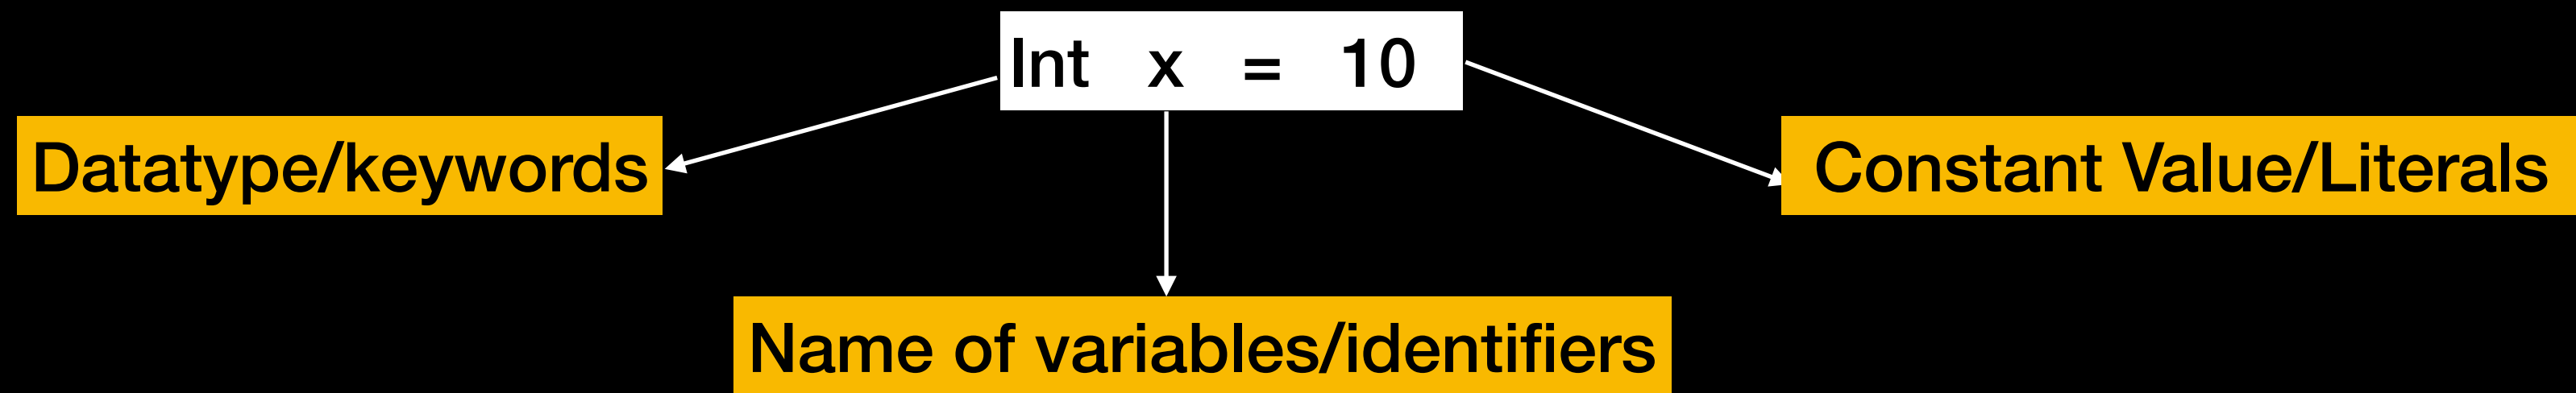 Int x = 10
Datatype/keywords
Constant Value/Literals
Name of variables/identifiers